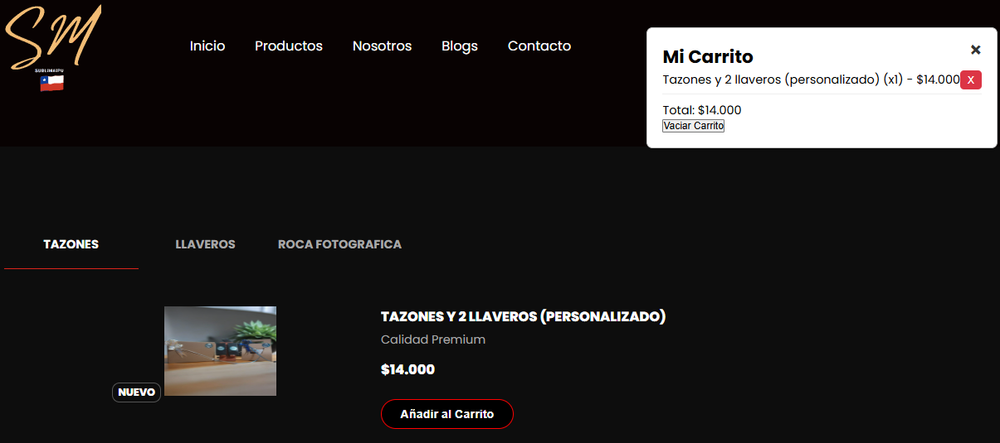 SM
SUBLIMAIPU
Inicio Productos Nosotros Blogs Contacto
Mi Carrito ×
Tazones y 2 llaveros (personalizado) (x1) - $14.000 X
Total: $14.000
Vaciar Carrito
TAZONES LLAVEROS ROCA FOTOGRAFICA
TAZONES Y 2 LLAVEROS (PERSONALIZADO)
Calidad Premium
$14.000
NUEVO
Añadir al Carrito